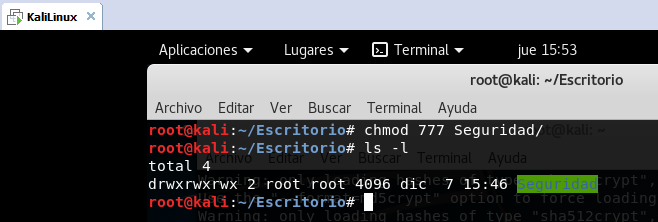 KaliLinux ×
Aplicaciones Lugares Terminal jue 15:53
root@kali: ~/Escritorio
Archivo Editar Ver Buscar Terminal Ayuda
root@kali:~/Escritorio# chmod 777 Seguridad/
root@kali:~/Escritorio# ls -l
total 4
drwxrwxrwx 2 root root 4096 dic  7 15:46 Seguridad
root@kali:~/Escritorio#